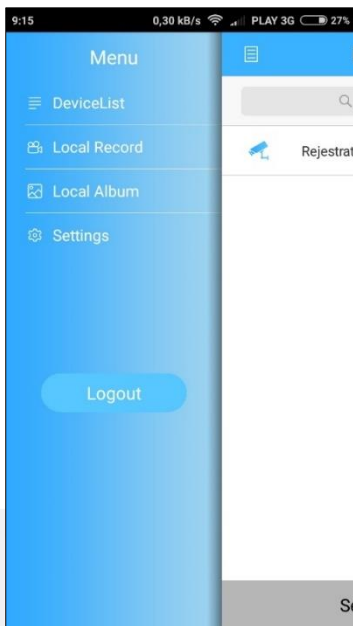 9:15 0,30 kB/s PLAY 3G 27%
Menu
DeviceList
Local Record
Local Album
Settings
Rejestrat
Logout
Se